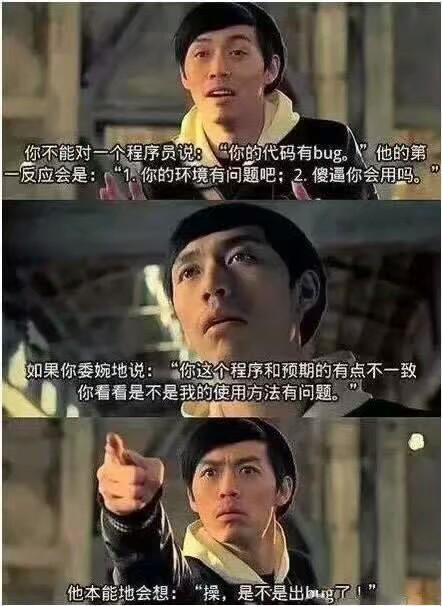 你不能对一个程序员说：“你的代码有bug。”他的第
一反应会是：“1. 你的环境有问题吧；2. 傻逼你会用吗。”
如果你委婉地说：“你这个程序和预期的有点不一致
你看看是不是我的使用方法有问题。”
他本能地会想：“操，是不是出bug了！”